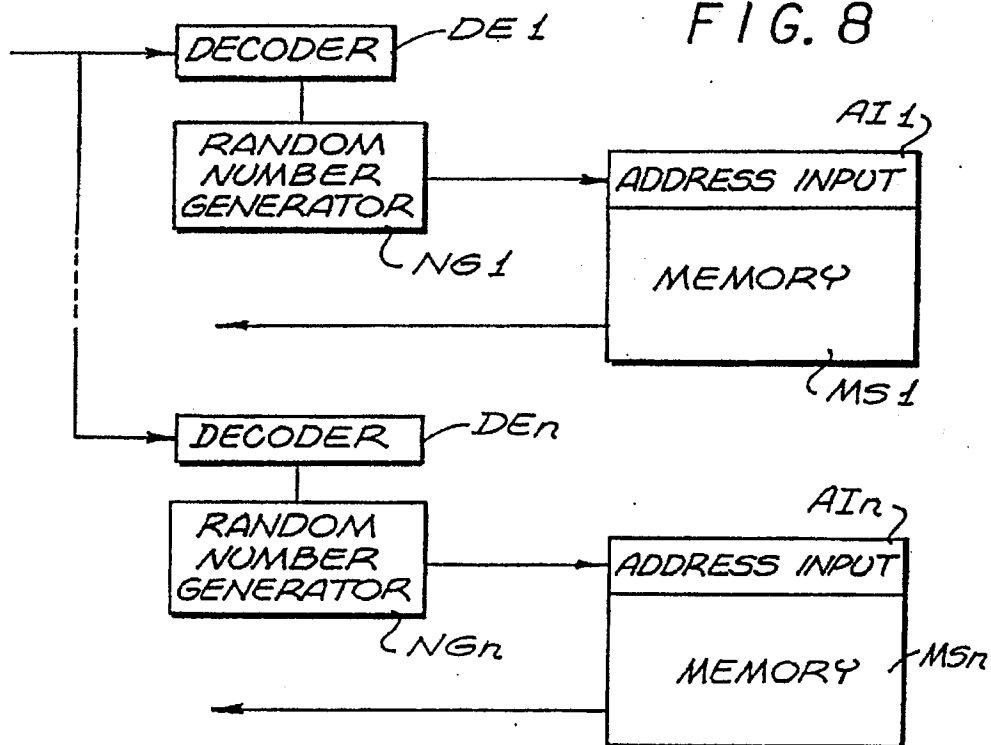 FIG. 8
DECODER
DE1
RANDOM
NUMBER
GENERATOR
NG1
AI1
ADDRESS INPUT
MEMORY
MS1
DECODER
DEn
RANDOM
NUMBER
GENERATOR
NGn
AIn
ADDRESS INPUT
MEMORY
MSn